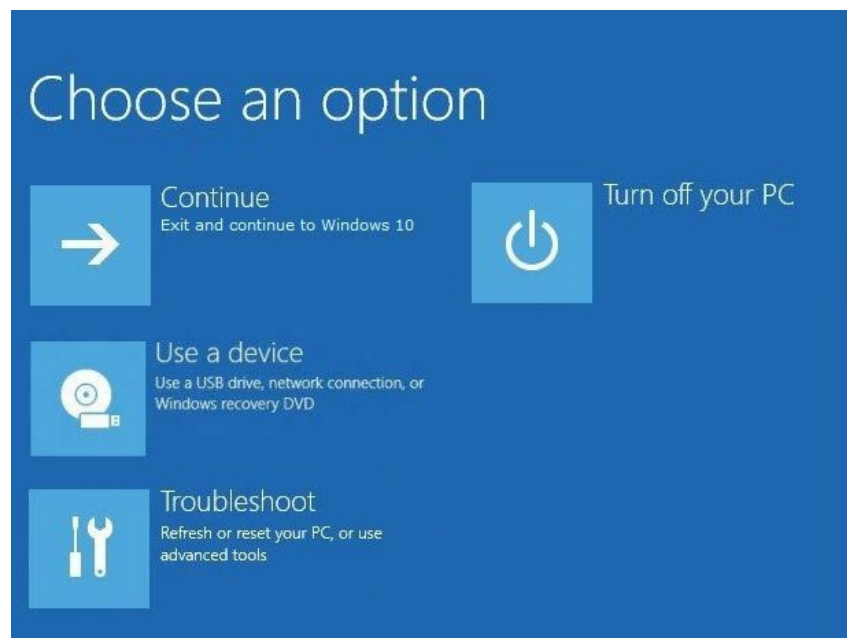 Choose an option
Continue
Exit and continue to Windows 10
Turn off your PC
Use a device
Use a USB drive, network connection, or
Windows recovery DVD
Troubleshoot
Refresh or reset your PC, or use
advanced tools